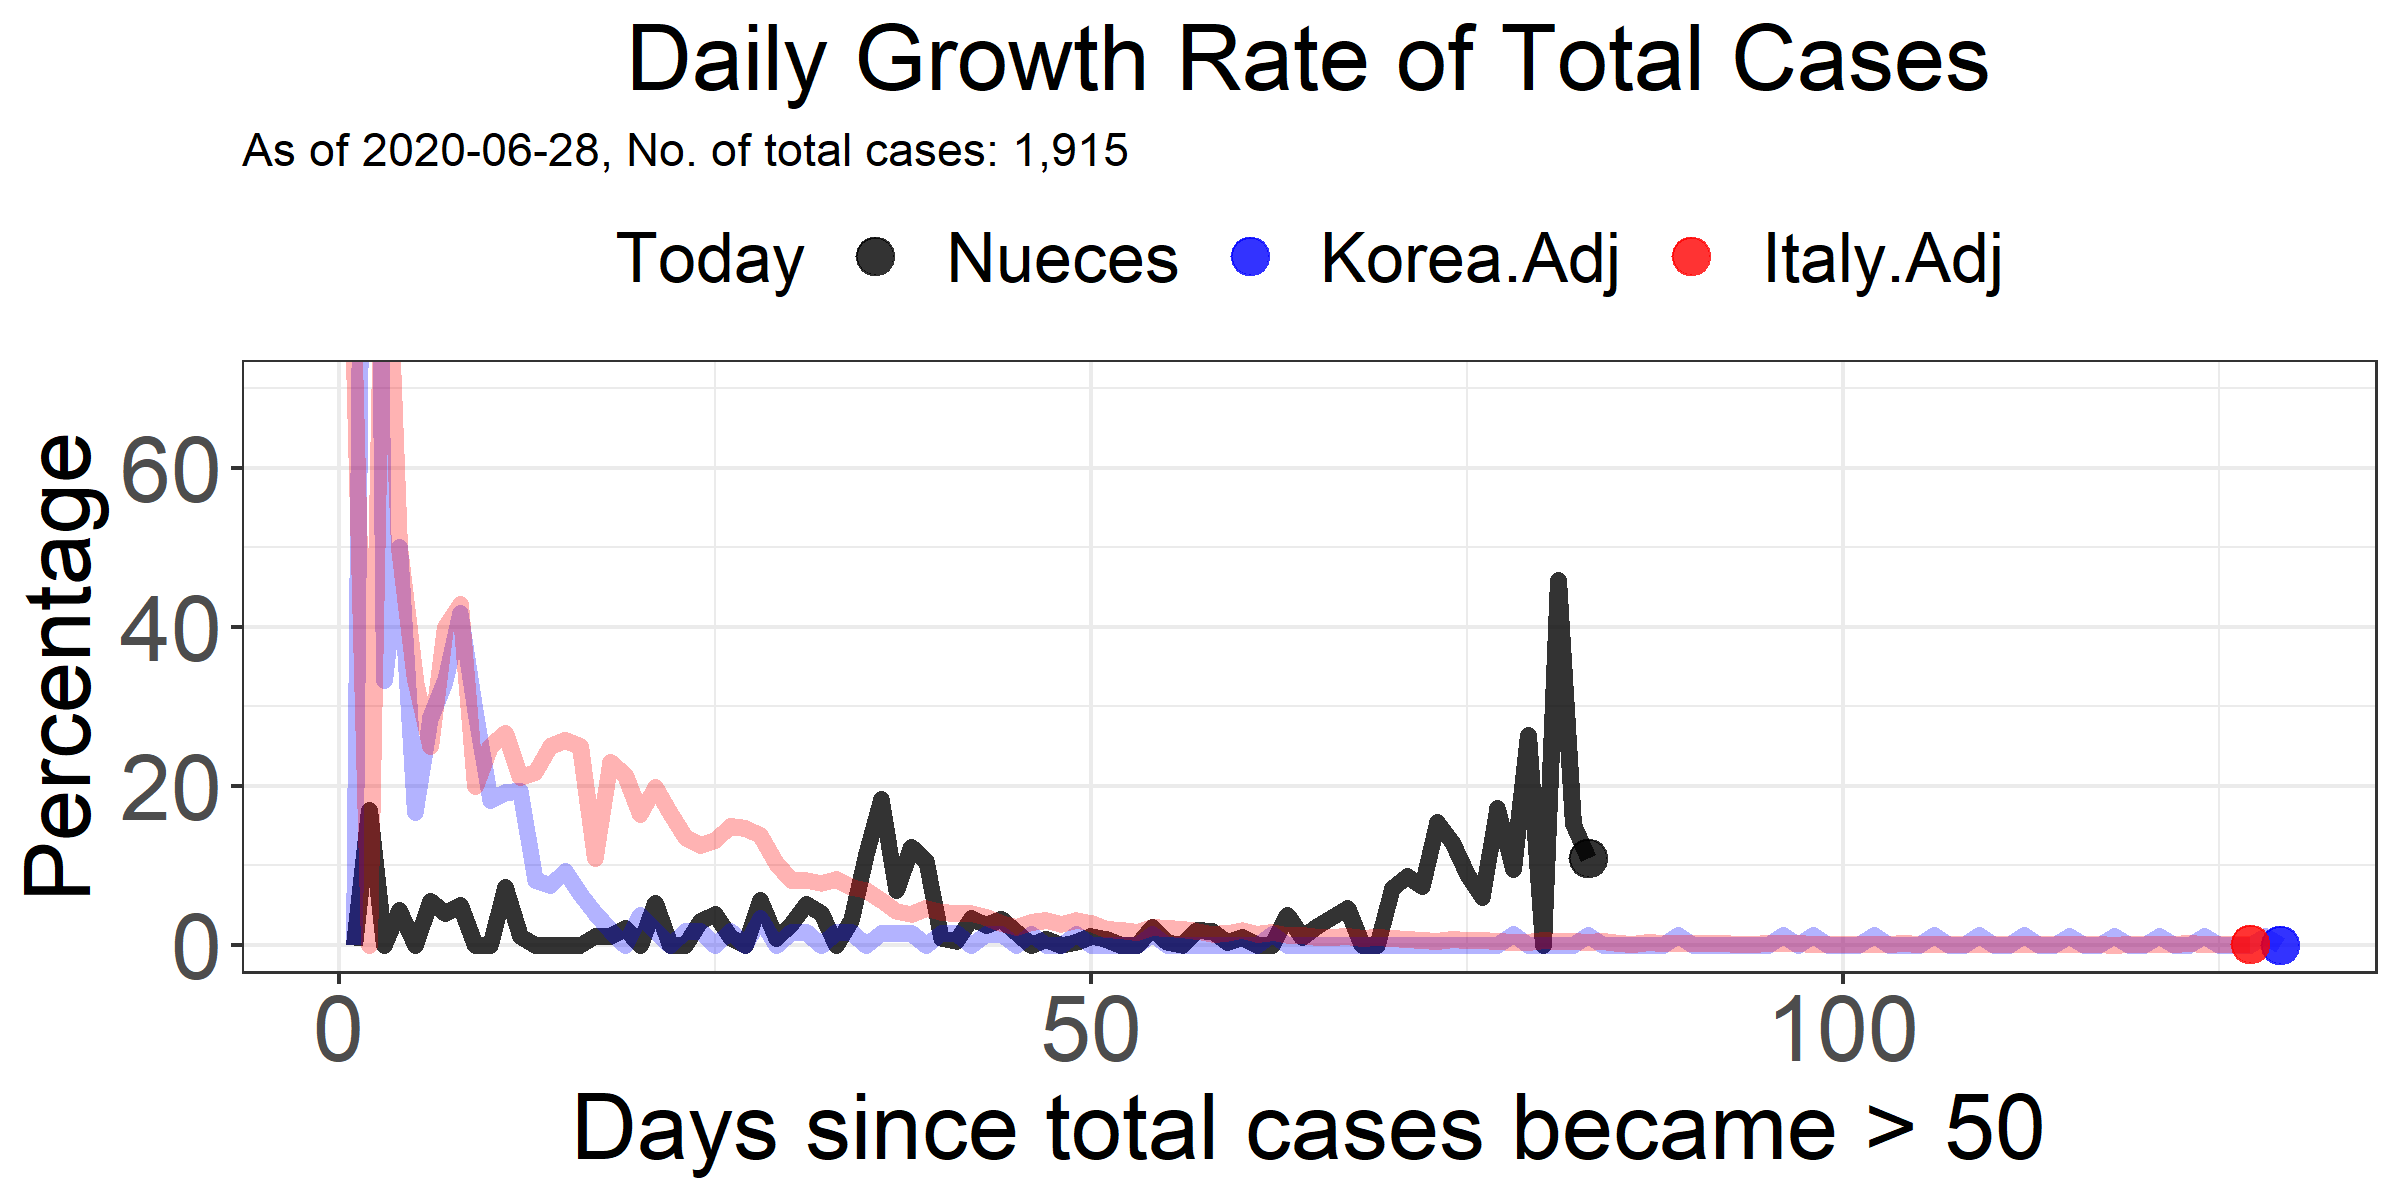 Daily Growth Rate of Total Cases
As of 2020-06-28, No. of total cases: 1,915
Today Nueces Korea.Adj Italy.Adj
Percentage
60
40
20
0
0 50 100
Days since total cases became > 50